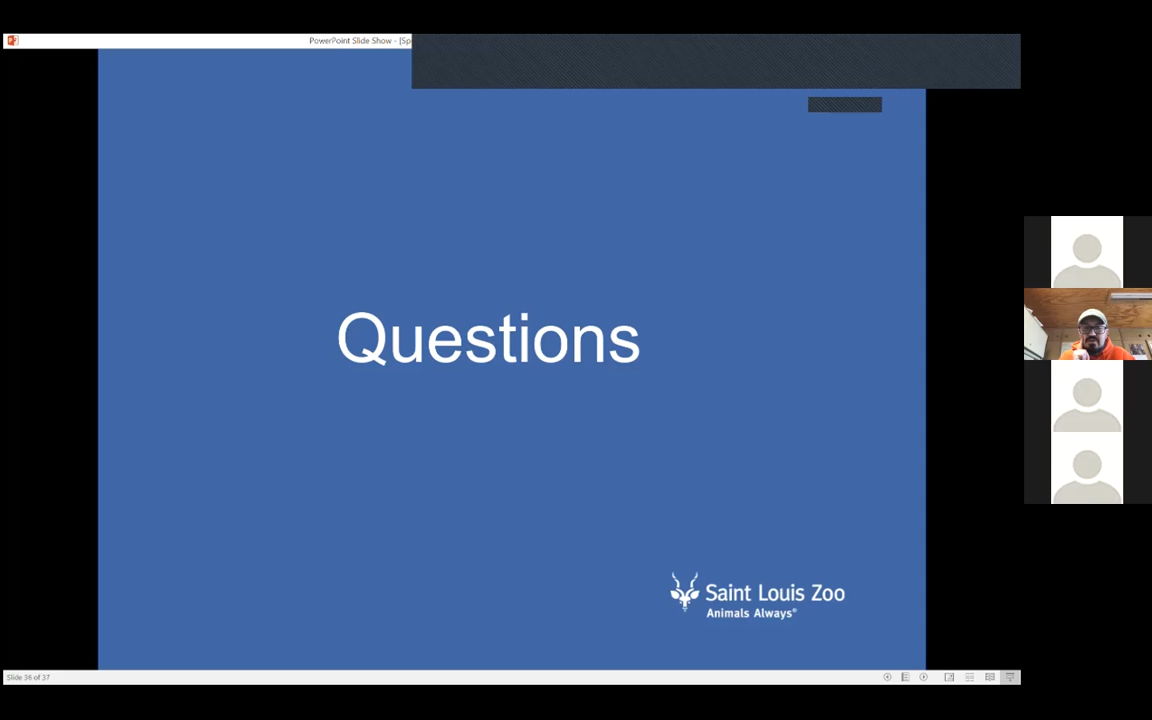 PowerPoint Slide Show - [Sp
Questions
Saint Louis Zoo
Animals Always®
Slide 36 of 37